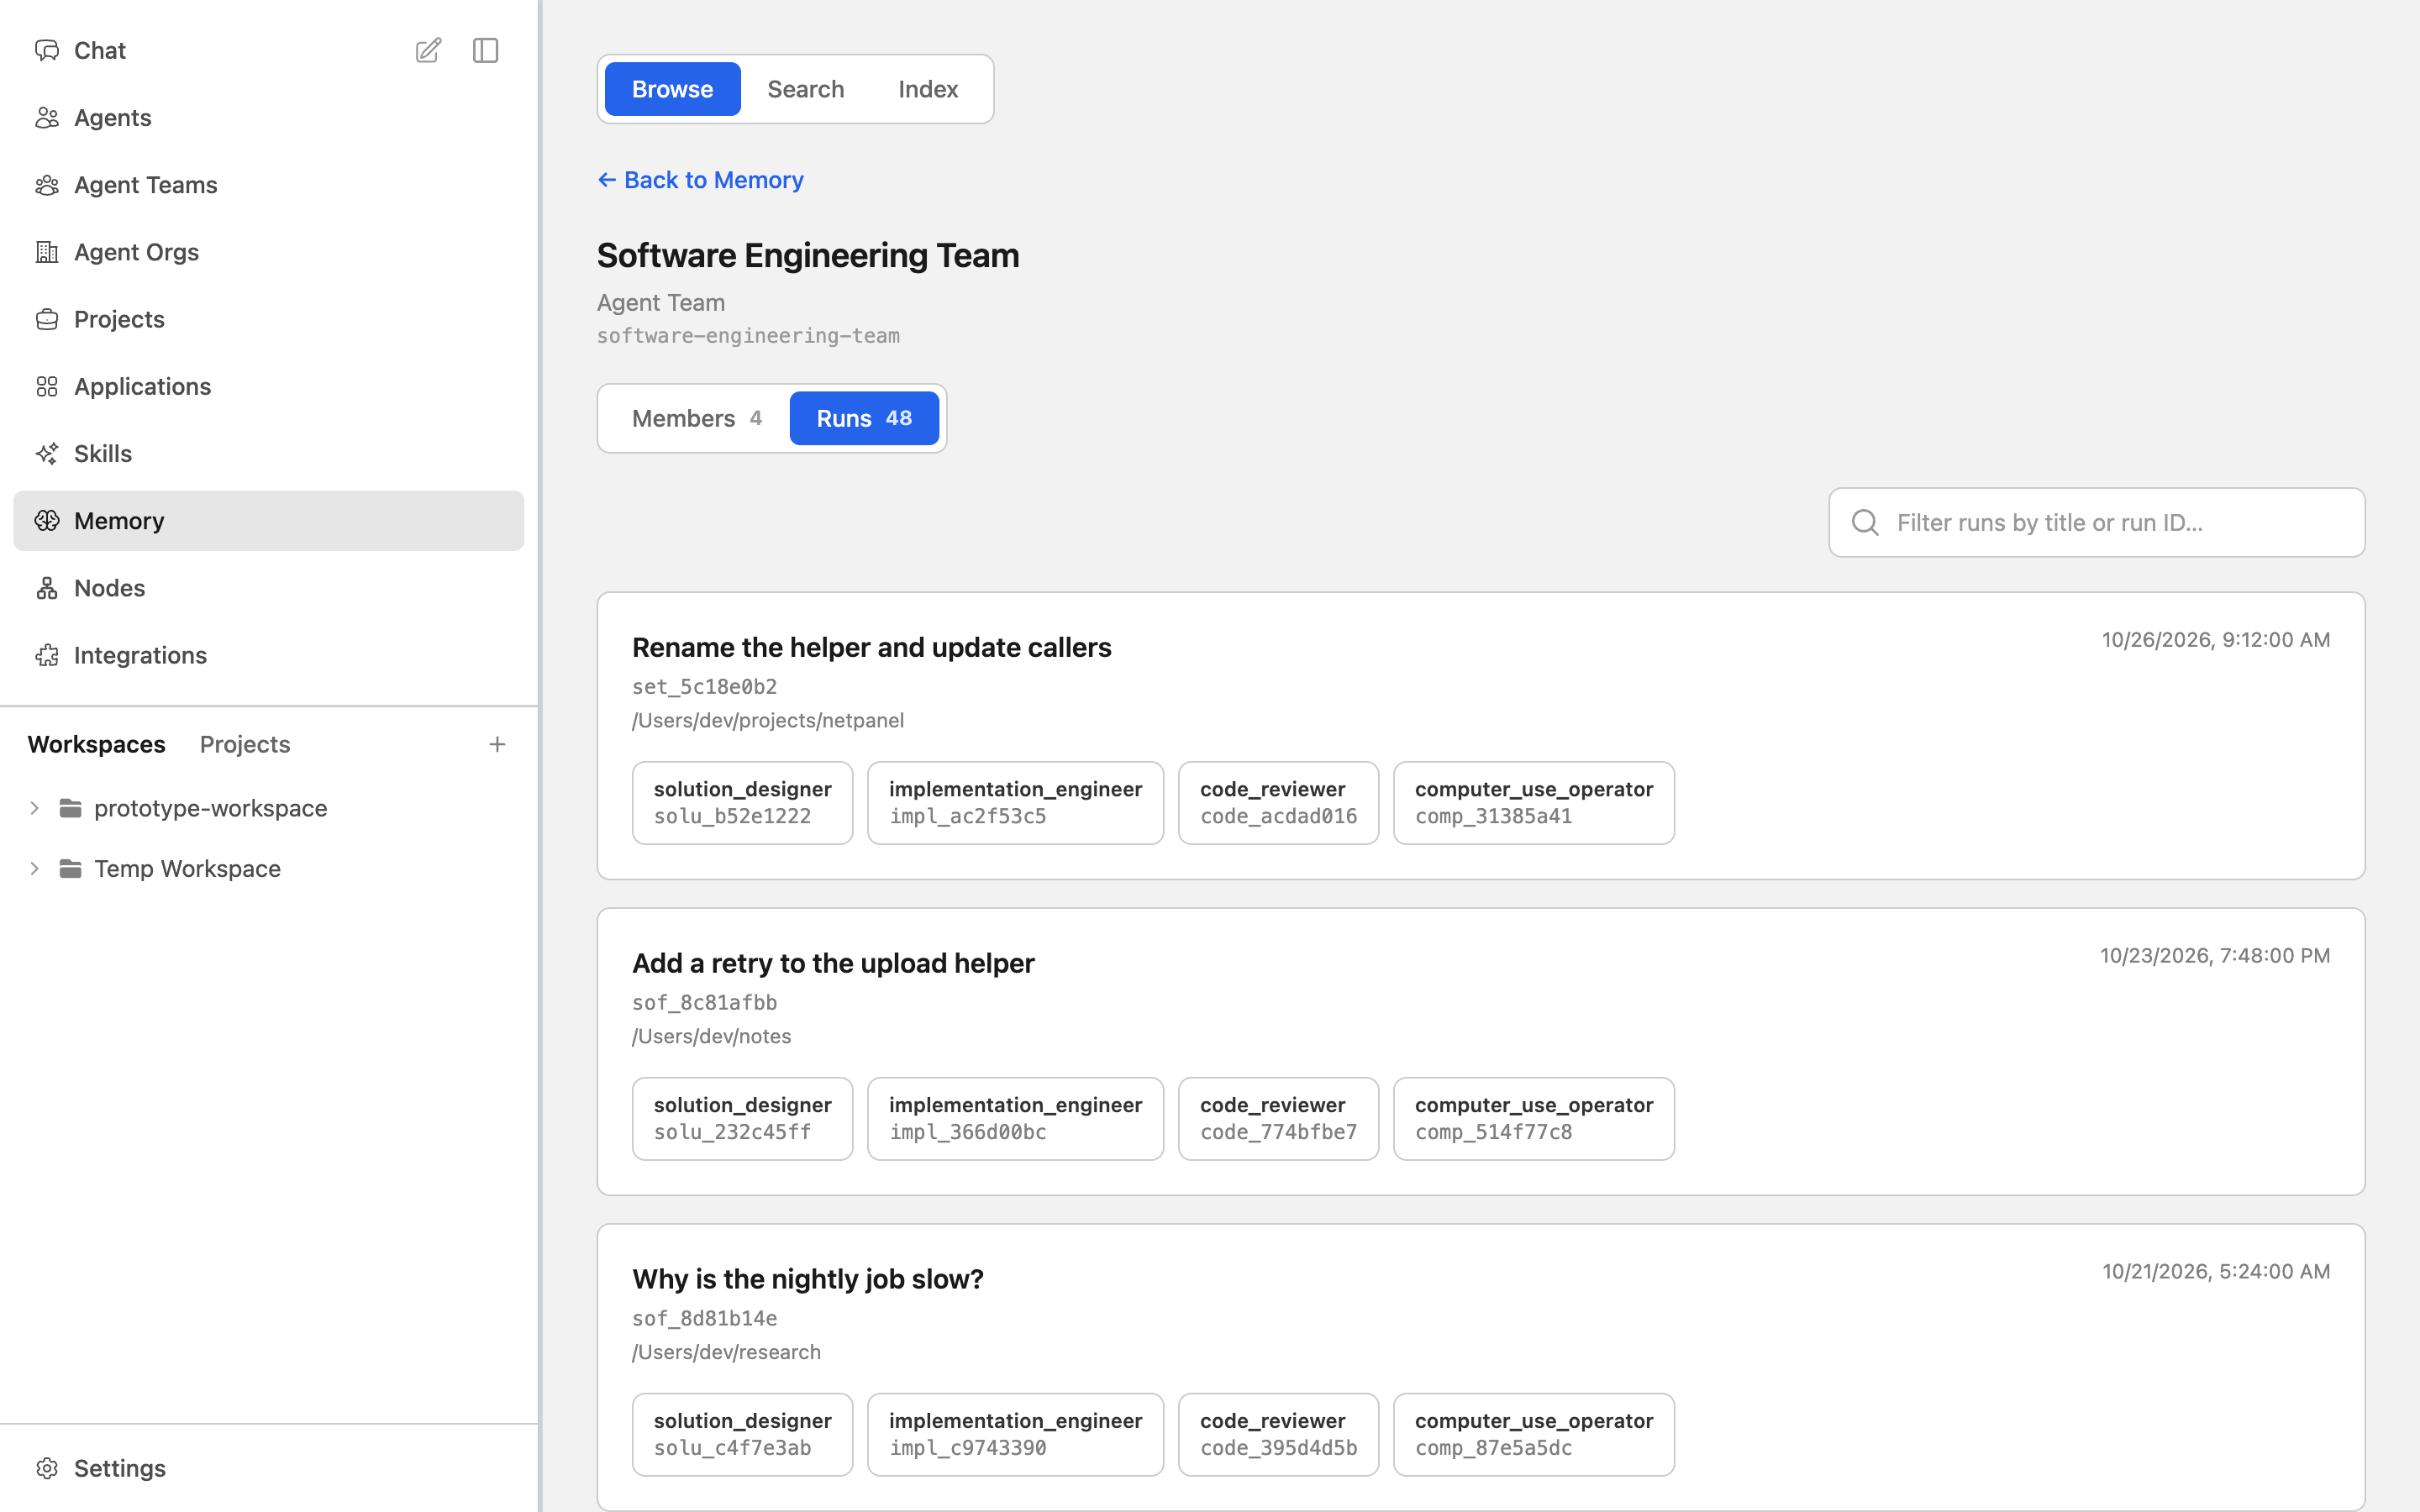 Chat
Agents
Agent Teams
Agent Orgs
Projects
Applications
Skills
Memory
Nodes
Integrations
Workspaces Projects
prototype-workspace
Temp Workspace
Settings
Browse Search Index
← Back to Memory
Software Engineering Team
Agent Team
software-engineering-team
Members 4 Runs 48
Filter runs by title or run ID...
Rename the helper and update callers
10/26/2026, 9:12:00 AM
set_5c18e0b2
/Users/dev/projects/netpanel
solution_designer implementation_engineer code_reviewer computer_use_operator
solu_b52e1222 impl_ac2f53c5 code_acdad016 comp_31385a41
Add a retry to the upload helper
10/23/2026, 7:48:00 PM
sof_8c81afbb
/Users/dev/notes
solution_designer implementation_engineer code_reviewer computer_use_operator
solu_232c45ff impl_366d00bc code_774bfbe7 comp_514f77c8
Why is the nightly job slow?
10/21/2026, 5:24:00 AM
sof_8d81b14e
/Users/dev/research
solution_designer implementation_engineer code_reviewer computer_use_operator
solu_c4f7e3ab impl_c9743390 code_395d4d5b comp_87e5a5dc